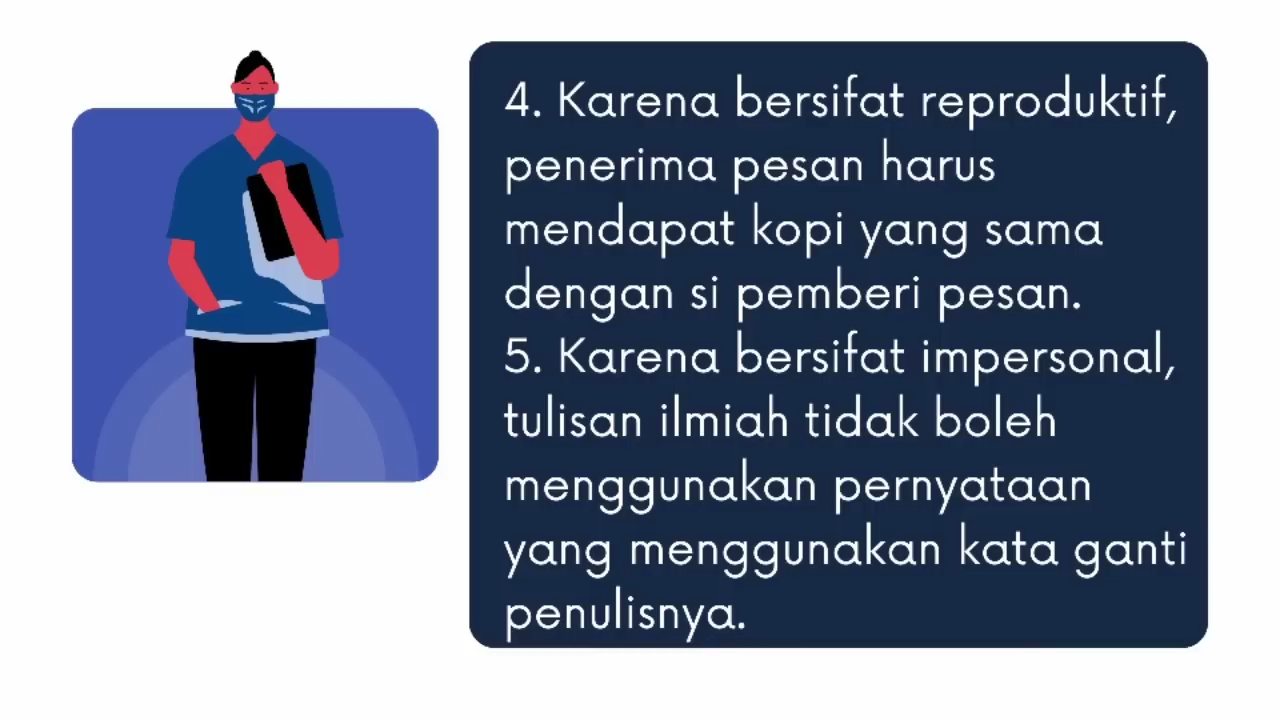 4. Karena bersifat reproduktif,
penerima pesan harus
mendapat kopi yang sama
dengan si pemberi pesan.
5. Karena bersifat impersonal,
tulisan ilmiah tidak boleh
menggunakan pernyataan
yang menggunakan kata ganti
penulisnya.